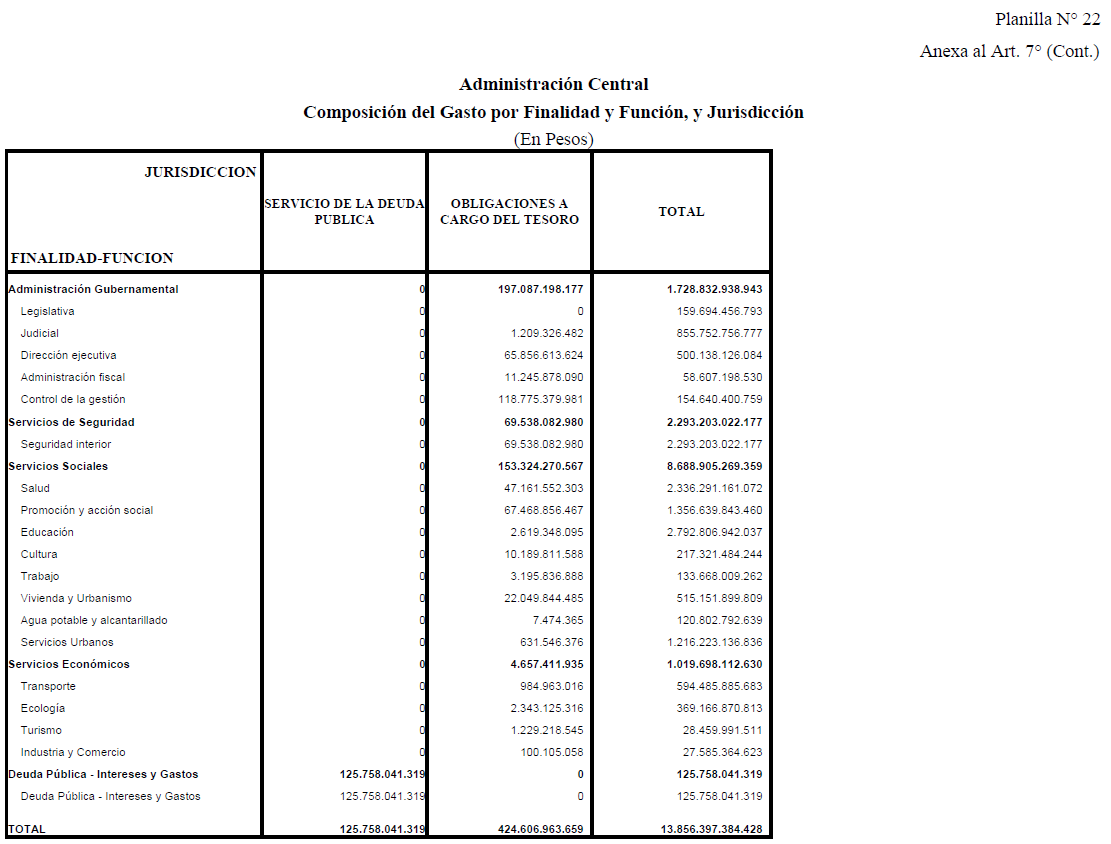 Planilla N° 22
Anexa al Art. 7° (Cont.)
Administración Central
Composición del Gasto por Finalidad y Función, y Jurisdicción
(En Pesos)
JURISDICCION
FINALIDAD-FUNCION
SERVICIO DE LA DEUDA PUBLICA
OBLIGACIONES A CARGO DEL TESORO
TOTAL
Administración Gubernamental 0 197.087.198.177 1.728.832.938.943
Legislativa 0 0 159.694.456.793
Judicial 0 1.209.326.482 855.752.756.777
Dirección ejecutiva 0 65.856.613.624 500.138.126.084
Administración fiscal 0 11.245.878.090 58.607.198.530
Control de la gestión 0 118.775.379.981 154.640.400.759
Servicios de Seguridad 0 69.538.082.980 2.293.203.022.177
Seguridad interior 0 69.538.082.980 2.293.203.022.177
Servicios Sociales 0 153.324.270.567 8.688.905.269.359
Salud 0 47.161.552.303 2.336.291.161.072
Promoción y acción social 0 67.468.856.467 1.356.639.843.460
Educación 0 2.619.348.095 2.792.806.942.037
Cultura 0 10.189.811.588 217.321.484.244
Trabajo 0 3.195.836.888 133.668.009.262
Vivienda y Urbanismo 0 22.049.844.485 515.151.899.809
Agua potable y alcantarillado 0 7.474.365 120.802.792.639
Servicios Urbanos 0 631.546.376 1.216.223.136.836
Servicios Económicos 0 4.657.411.935 1.019.698.112.630
Transporte 0 984.963.016 594.485.885.683
Ecología 0 2.343.125.316 369.166.870.813
Turismo 0 1.229.218.545 28.459.991.511
Industria y Comercio 0 100.105.058 27.585.364.623
Deuda Pública - Intereses y Gastos 125.758.041.319 0 125.758.041.319
Deuda Pública - Intereses y Gastos 125.758.041.319 0 125.758.041.319
TOTAL 125.758.041.319 424.606.963.659 13.856.397.384.428